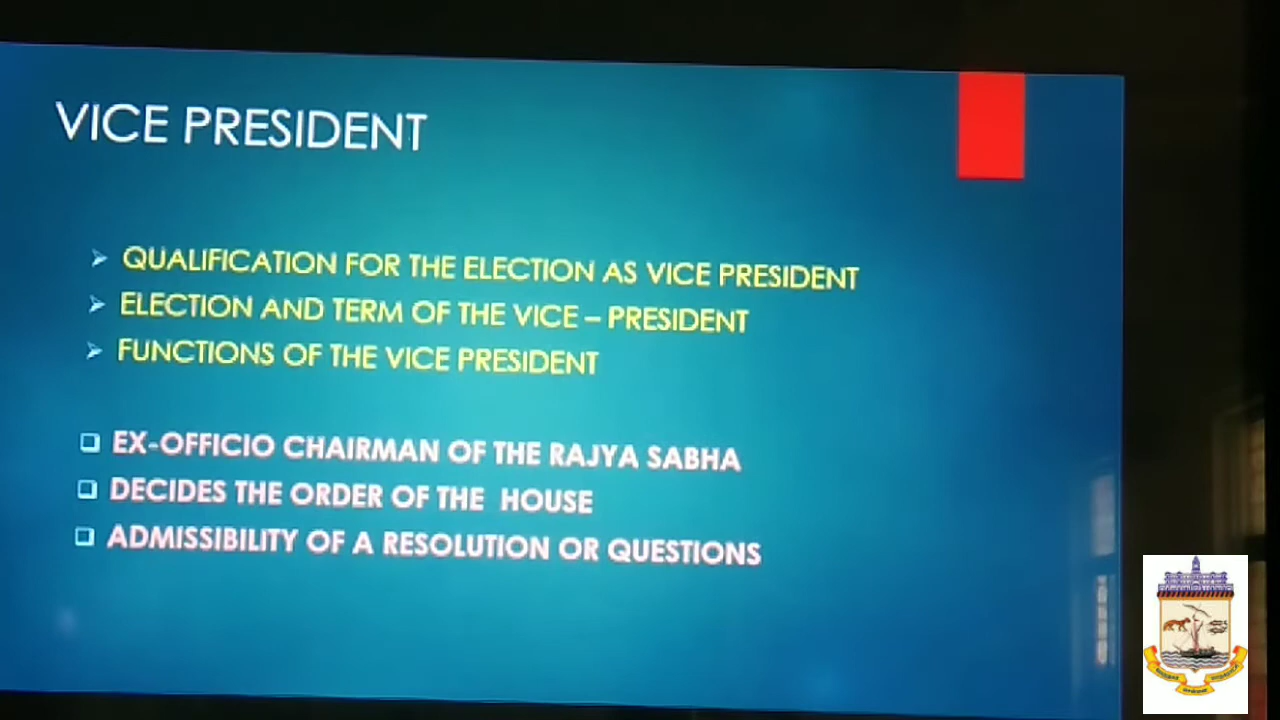 VICE PRESIDENT
QUALIFICATION FOR THE ELECTION AS VICE PRESIDENT
ELECTION AND TERM OF THE VICE – PRESIDENT
FUNCTIONS OF THE VICE PRESIDENT
EX-OFFICIO CHAIRMAN OF THE RAJYA SABHA
DECIDES THE ORDER OF THE HOUSE
ADMISSIBILITY OF A RESOLUTION OR QUESTIONS